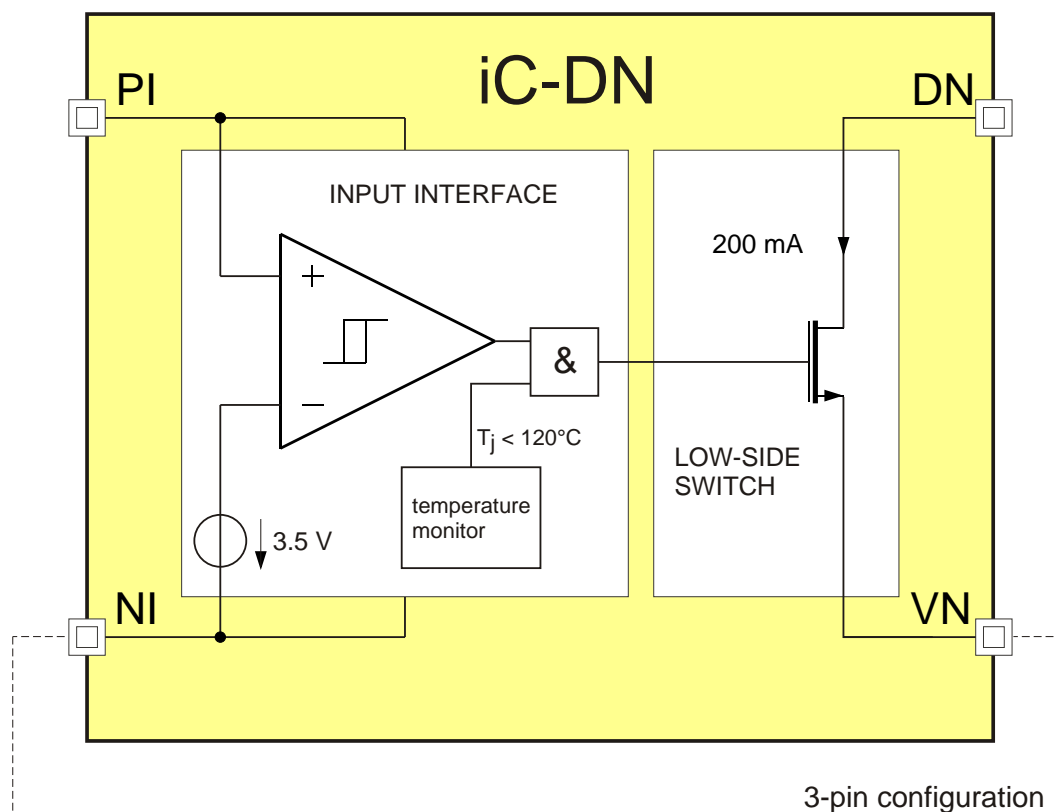 iC-DN
PI
DN
INPUT INTERFACE
200 mA
+
&
−
Tj < 120°C
LOW-SIDE
SWITCH
temperature
monitor
3.5 V
NI
VN
3-pin configuration